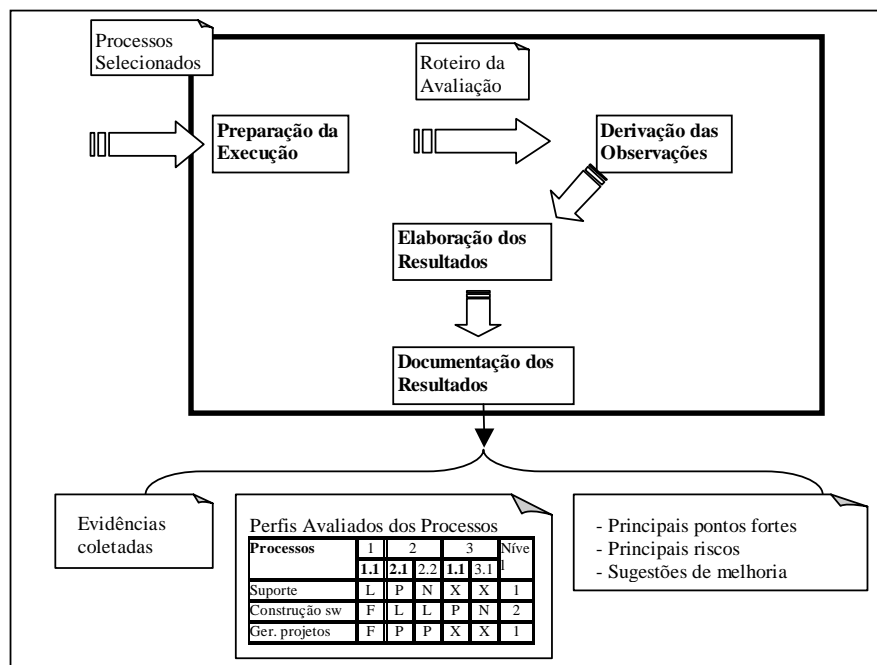 Processos
Selecionados
Roteiro da
Avaliação
Preparação da
Execução
Derivação das
Observações
Elaboração dos
Resultados
Documentação dos
Resultados
Evidências
coletadas
Perfis Avaliados dos Processos
Processos 1 2 3 Níve
l
1.1 2.1 2.2 1.1 3.1
Suporte L P N X X 1
Construção sw F L L P N 2
Ger. projetos F P P X X 1
- Principais pontos fortes
- Principais riscos
- Sugestões de melhoria